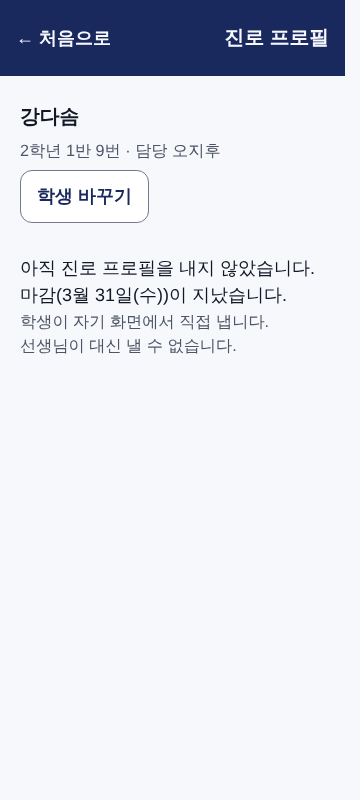 ← 처음으로
진로 프로필
강다솜
2학년 1반 9번 · 담당 오지후
학생 바꾸기
아직 진로 프로필을 내지 않았습니다.
마감(3월 31일(수))이 지났습니다.
학생이 자기 화면에서 직접 냅니다.
선생님이 대신 낼 수 없습니다.